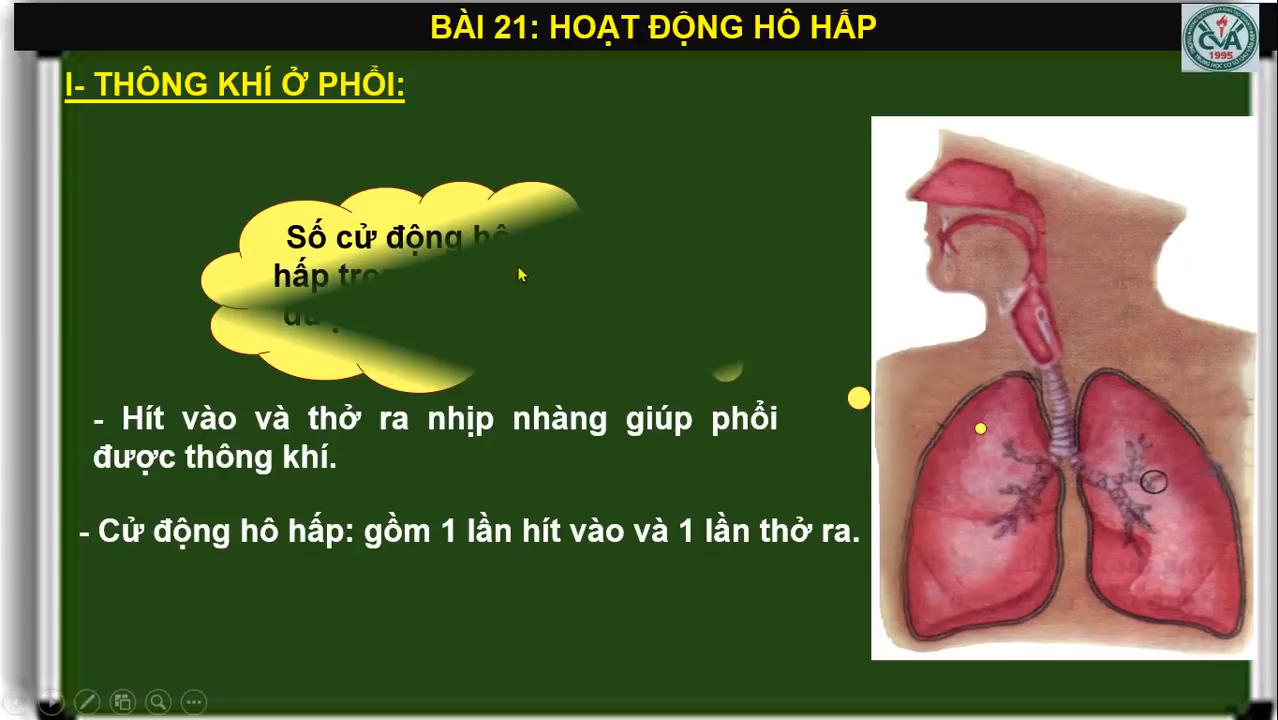 BÀI 21: HOẠT ĐỘNG HÔ HẤP
CVA
1995
I- THÔNG KHÍ Ở PHỔI:
Số cử động hô
hấp
- Hít vào và thở ra nhịp nhàng giúp phổi
được thông khí.
- Cử động hô hấp: gồm 1 lần hít vào và 1 lần thở ra.